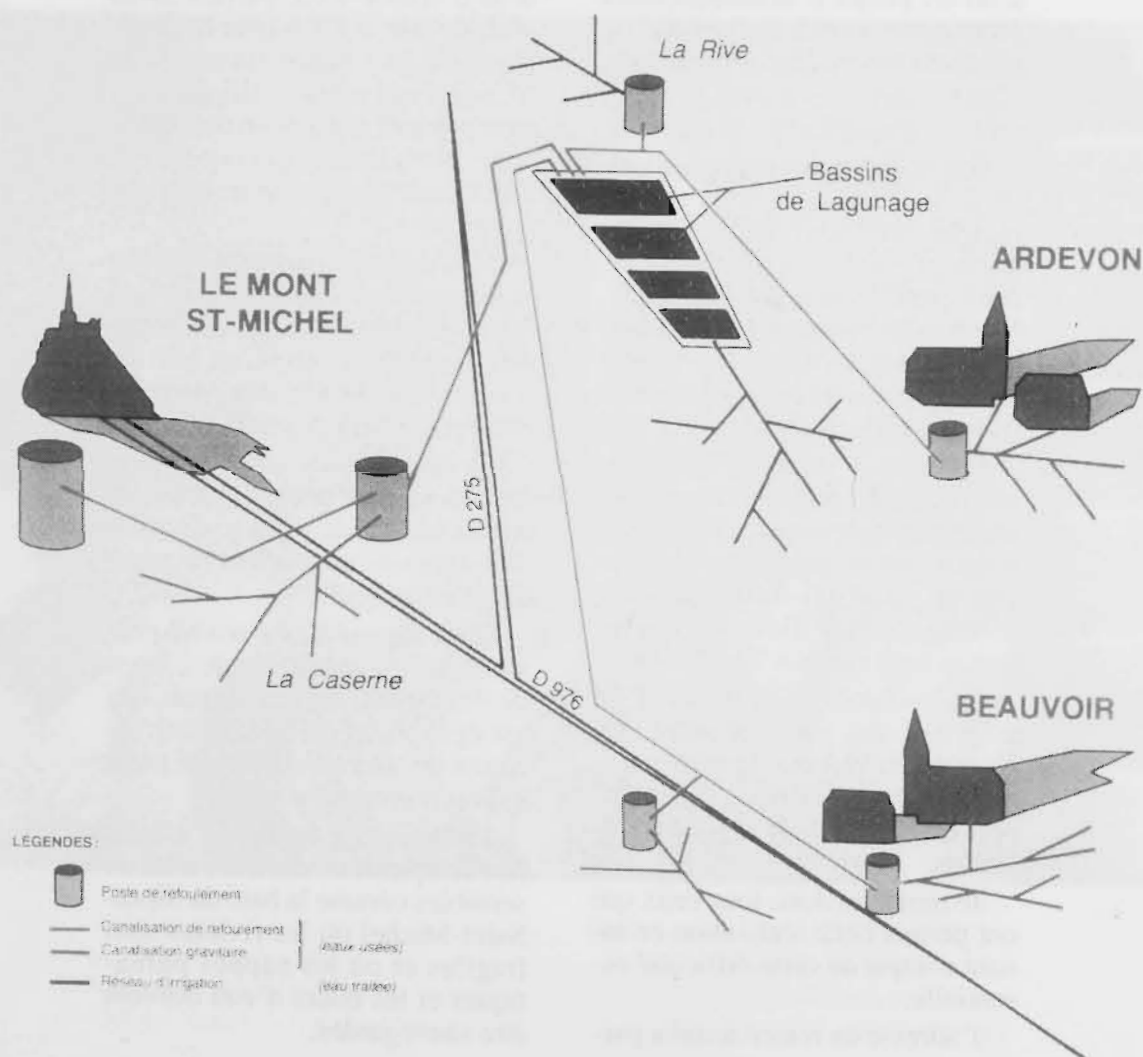 La Rive
Bassins
de Lagunage
ARDEVON
LE MONT
ST-MICHEL
D 275
La Caserne
D 976
BEAUVOIR
LÉGENDES:
Poste de refoulement
Canalisation de refoulement
Canalisation gravitaire
(eaux usées)
Réseau d'irrigation
(eau traitée)